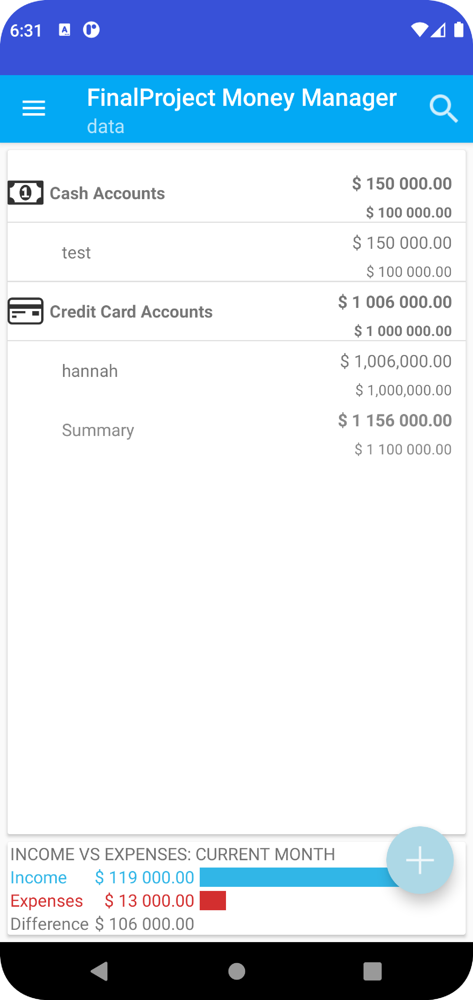 6:31
FinalProject Money Manager
data
Cash Accounts
$ 150 000.00
$ 100 000.00
test
$ 150 000.00
$ 100 000.00
Credit Card Accounts
$ 1 006 000.00
$ 1 000 000.00
hannah
$ 1,006,000.00
$ 1,000,000.00
Summary
$ 1 156 000.00
$ 1 100 000.00
INCOME VS EXPENSES: CURRENT MONTH
Income $ 119 000.00
Expenses $ 13 000.00
Difference $ 106 000.00